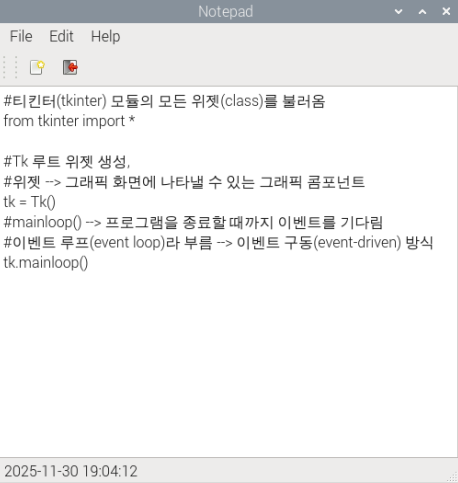 Notepad
File Edit Help
#티킨터(tkinter) 모듈의 모든 위젯(class)를 불러옴
from tkinter import *
#Tk 루트 위젯 생성,
#위젯 --> 그래픽 화면에 나타낼 수 있는 그래픽 콤포넌트
tk = Tk()
#mainloop() --> 프로그램을 종료할 때까지 이벤트를 기다림
#이벤트 루프(event loop)라 부름 --> 이벤트 구동(event-driven) 방식
tk.mainloop()
2025-11-30 19:04:12